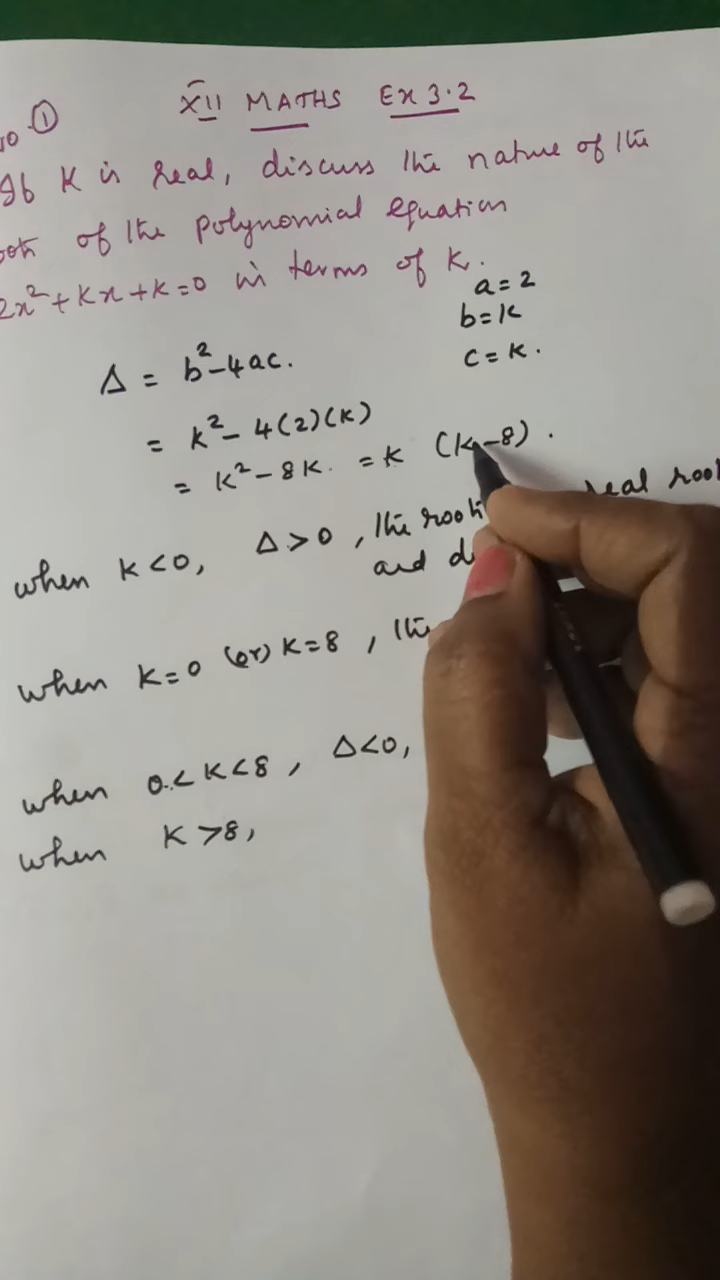 XII MATHS Ex 3.2
①
If K is real, discuss the nature of the
of the polynomial equation
2x²+Kx+K=0 in terms of K.
a=2
b=K
c=K.
Δ = b²-4ac.
= K²- 4(2)(K)
= K²-8K. =K (K-8).
when K<0, Δ>0, the real
and
when K=0 (or) K=8, the
when 0<K<8, Δ<0,
when K>8,